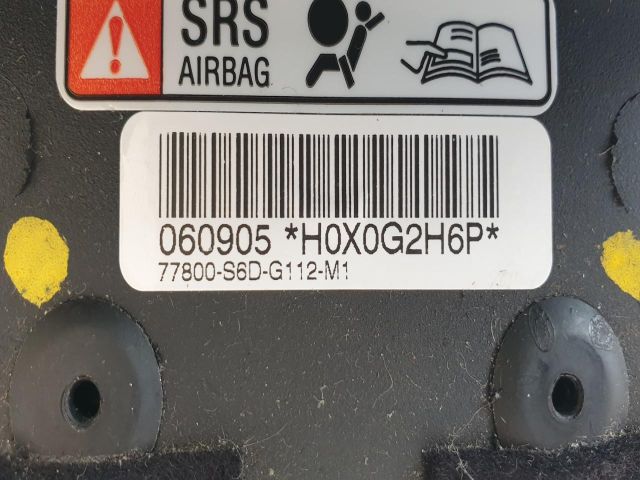 SRS
AIRBAG
060905 *H0X0G2H6P*
77800-S6D-G112-M1